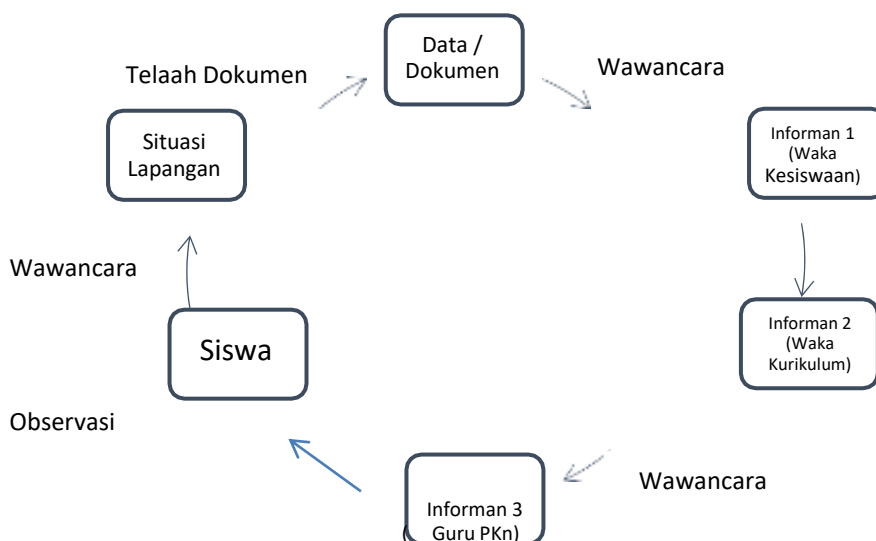 Data /
Dokumen
Wawancara
Telaah Dokumen
Situasi
Lapangan
Informan 1
(Waka
Kesiswaan)
Wawancara
Siswa
Informan 2
(Waka
Kurikulum)
Observasi
Wawancara
Informan 3
( Guru PKn)